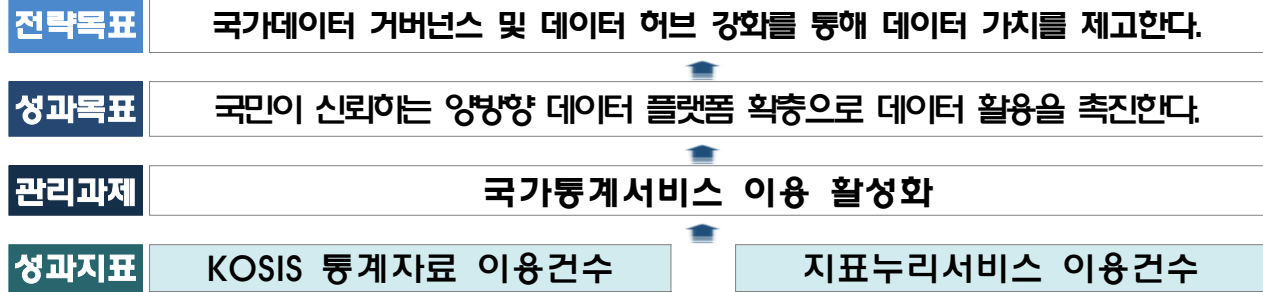 전략목표 국가데이터 거버넌스 및 데이터 허브 강화를 통해 데이터 가치를 제고한다.
성과목표 국민이 신뢰하는 양방향 데이터 플랫폼 확충으로 데이터 활용을 촉진한다.
관리과제 국가통계서비스 이용 활성화
성과지표 KOSIS 통계자료 이용건수 지표누리서비스 이용건수